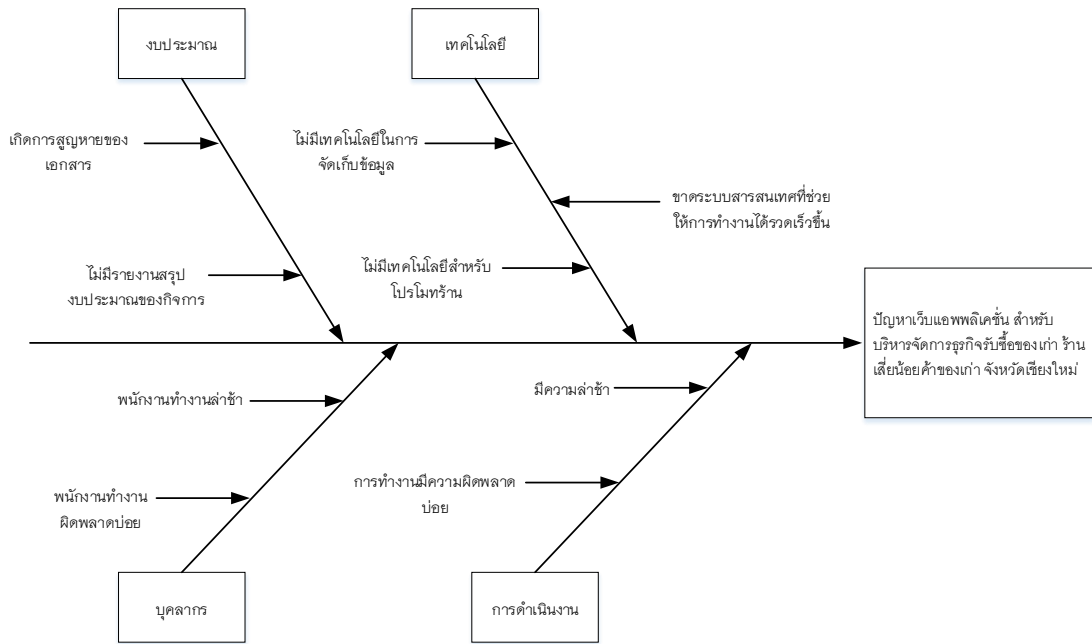 งบประมาณ
เทคโนโลยี
เกิดการสูญหายของ
เอกสาร
ไม่มีเทคโนโลยีในการ
จัดเก็บข้อมูล
ขาดระบบสารสนเทศที่ช่วย
ให้การทำงานได้รวดเร็วขึ้น
ไม่มีรายงานสรุป
งบประมาณของกิจการ
ไม่มีเทคโนโลยีสำหรับ
โปรโมทร้าน
ปัญหาเว็บแอพพลิเคชั่น สำหรับ
บริหารจัดการธุรกิจรับซื้อของเก่า ร้าน
เสี่ยน้อยค้าของเก่า จังหวัดเชียงใหม่
พนักงานทำงานล่าช้า
มีความล่าช้า
พนักงานทำงาน
ผิดพลาดบ่อย
การทำงานมีความผิดพลาด
บ่อย
บุคลากร
การดำเนินงาน